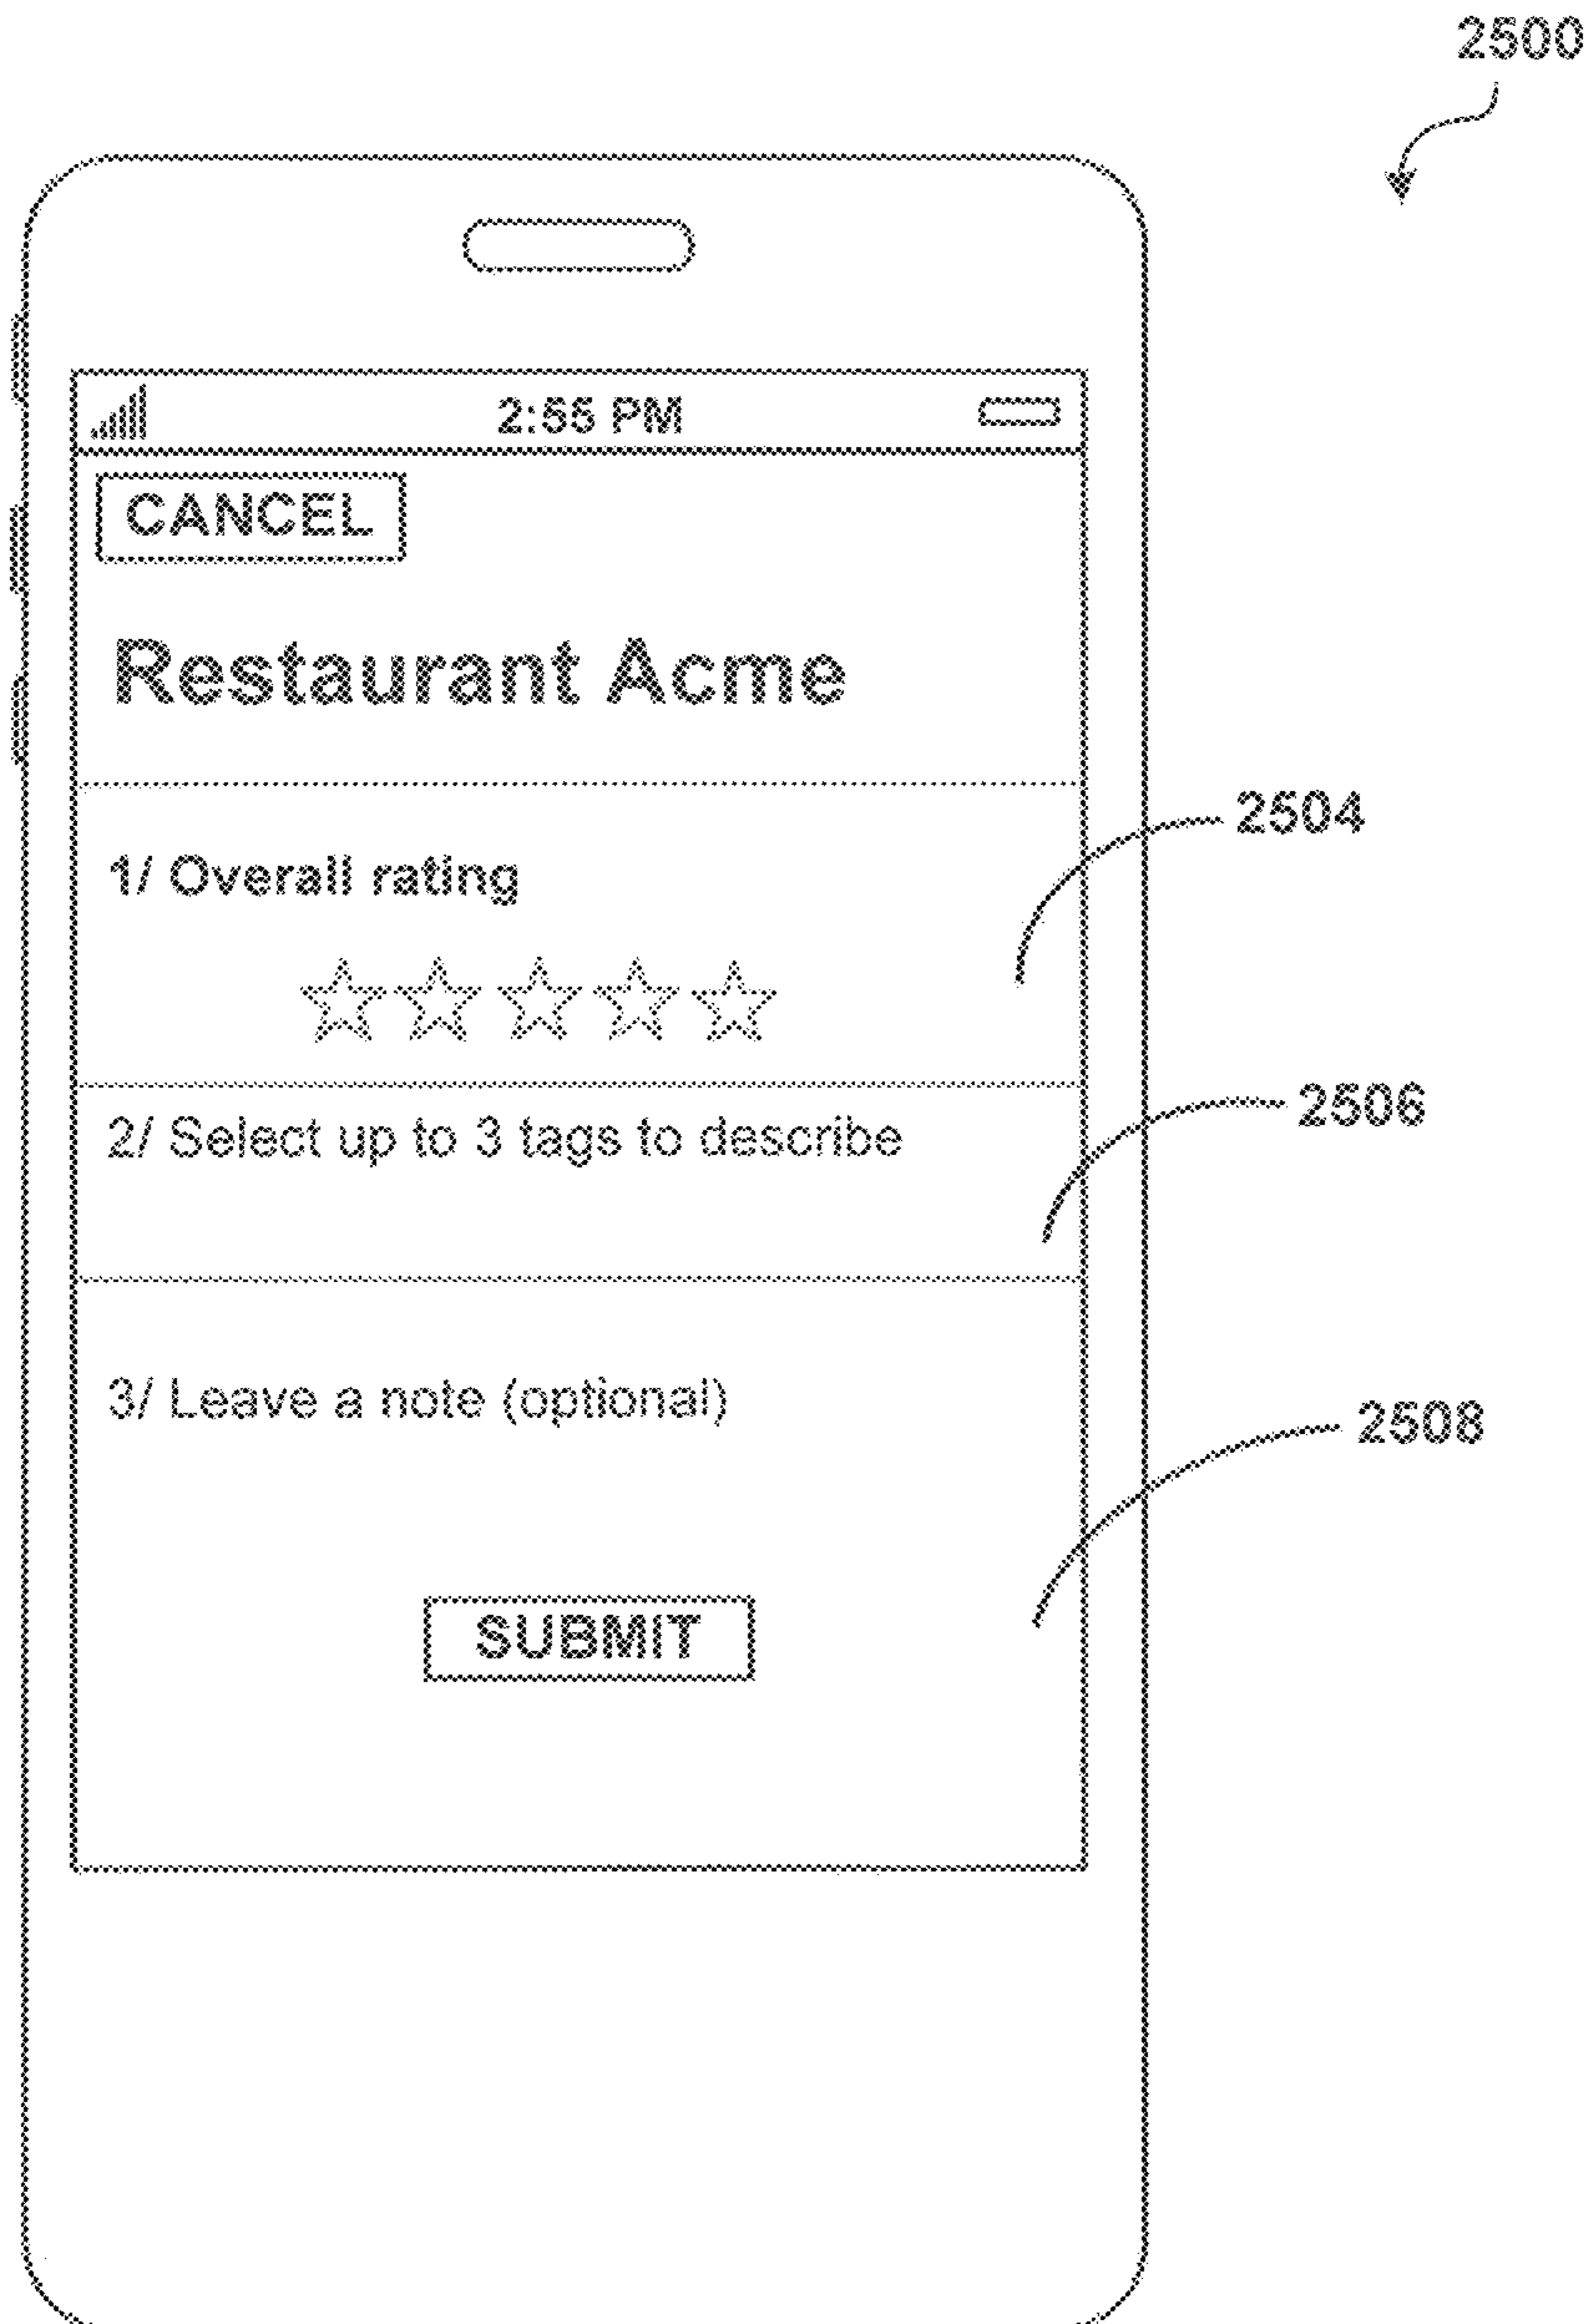 2500
2:55 PM
CANCEL
Restaurant Acme
2504
1/ Overall rating
2506
2/ Select up to 3 tags to describe
3/ Leave a note (optional)
2508
SUBMIT